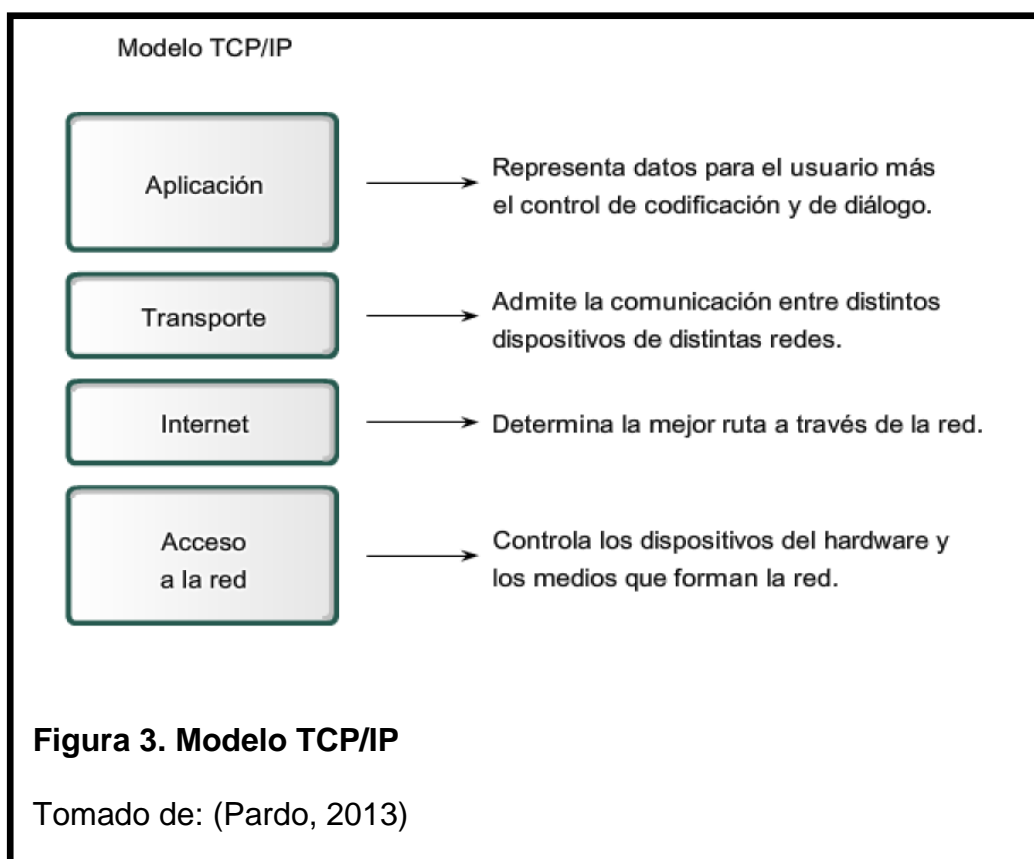 Modelo TCP/IP
Aplicación
Representa datos para el usuario más
el control de codificación y de diálogo.
Transporte
Admite la comunicación entre distintos
dispositivos de distintas redes.
Internet
Determina la mejor ruta a través de la red.
Acceso
a la red
Controla los dispositivos del hardware y
los medios que forman la red.
Figura 3. Modelo TCP/IP
Tomado de: (Pardo, 2013)